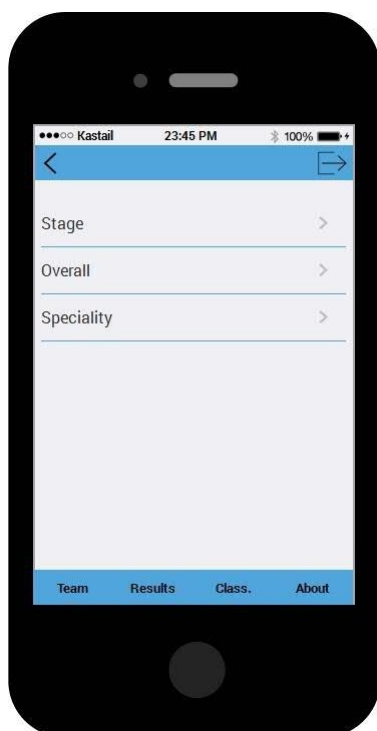 Kastail 23:45 PM 100%
Stage
Overall
Speciality
Team Results Class. About